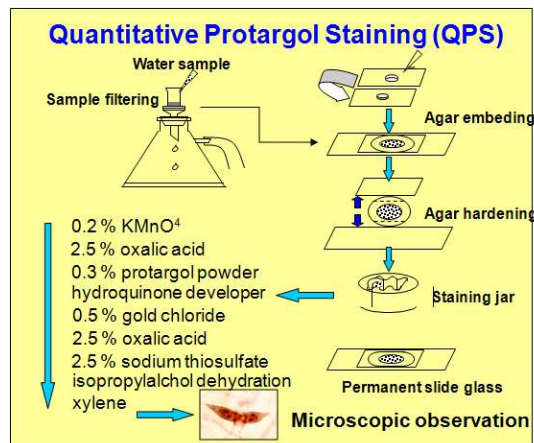 Quantitative Protargol Staining (QPS)
Water sample
Sample filtering
Agar embeding
Agar hardening
0.2 % KMnO⁴
2.5% oxalic acid
0.3 % protargol powder
hydroquinone developer
0.5 % gold chloride
2.5% oxalic acid
2.5 % sodium thiosulfate
isopropylalchol dehydration
xylene
Staining jar
Permanent slide glass
Microscopic observation